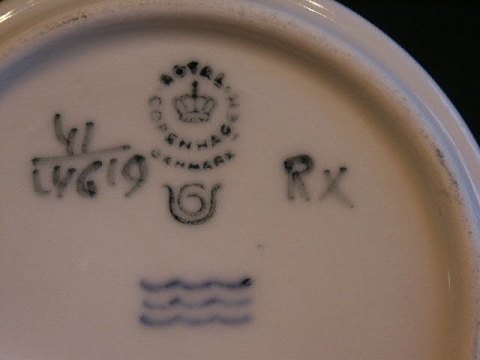 ROYAL
COPENHAGEN
DENMARK
41
14619
RX